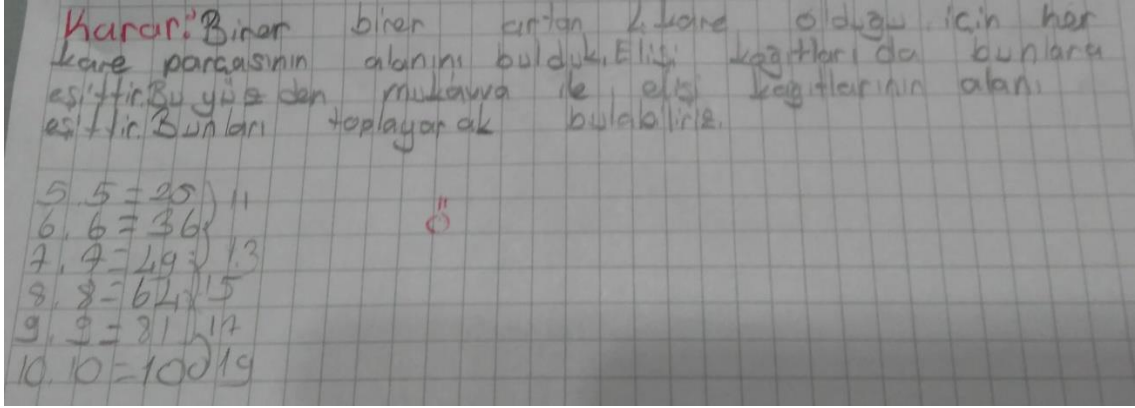 Karar: Birer birer artan 4 kare olduğu için her
kare parçasının alanını bulduk. Elişi kağıtları da bunlara
eşittir. Bu yüzden mukavva ile eliş kağıtlarının alanı
eşittir. Bunları toplayarak bulabiliriz.
5.5=25 11
ö
6.6=36
7.7=49 13
8.8=64 15
9.9=81 17
10.10=100 19